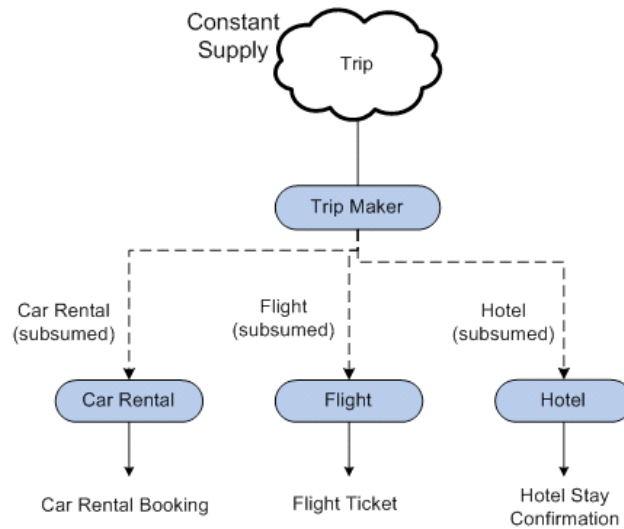 Constant
Supply
Trip
Trip Maker
Car Rental
(subsumed)
Flight
(subsumed)
Hotel
(subsumed)
Car Rental
Flight
Hotel
Car Rental Booking
Flight Ticket
Hotel Stay
Confirmation